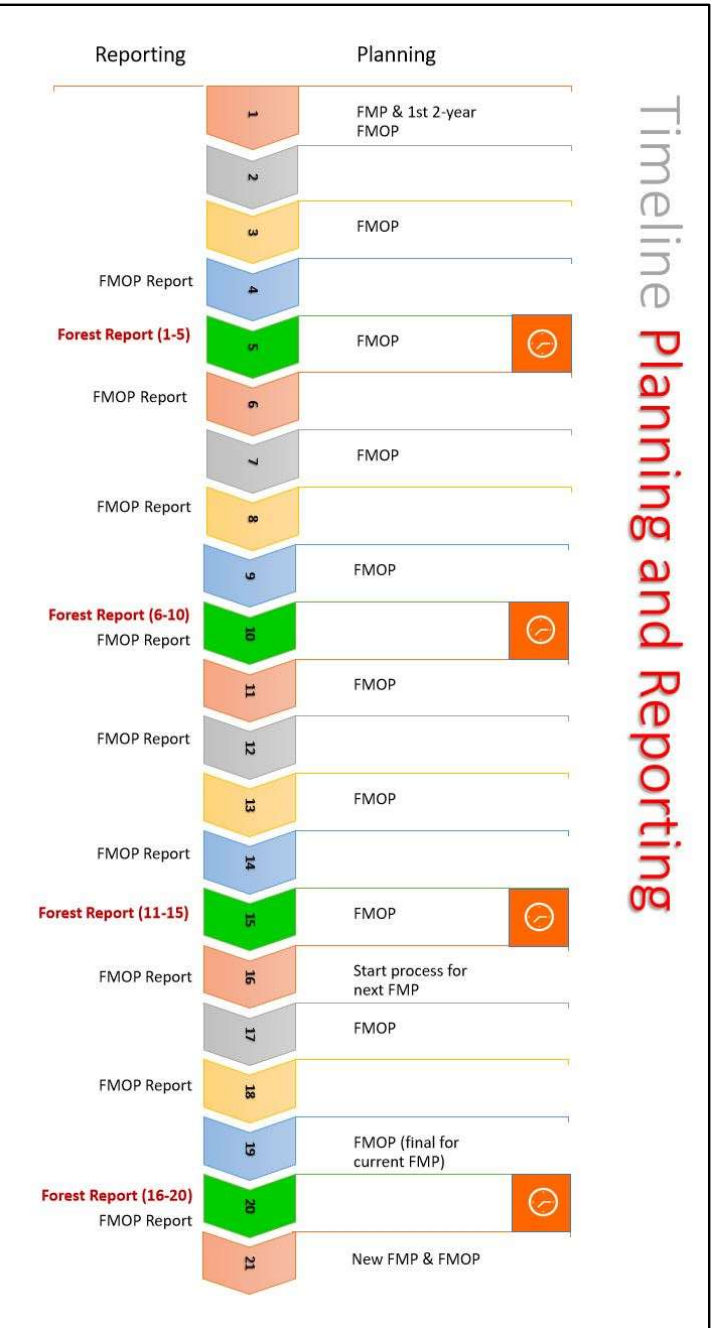 Timeline Planning and Reporting
Reporting
Planning
1
FMP & 1st 2-year
FMOP
2
3
FMOP
FMOP Report
4
Forest Report (1-5)
5
FMOP
FMOP Report
6
7
FMOP
FMOP Report
8
9
FMOP
Forest Report (6-10)
FMOP Report
10
11
FMOP
FMOP Report
12
13
FMOP
FMOP Report
14
Forest Report (11-15)
15
FMOP
FMOP Report
16
Start process for
next FMP
17
FMOP
FMOP Report
18
19
FMOP (final for
current FMP)
Forest Report (16-20)
FMOP Report
20
21
New FMP & FMOP